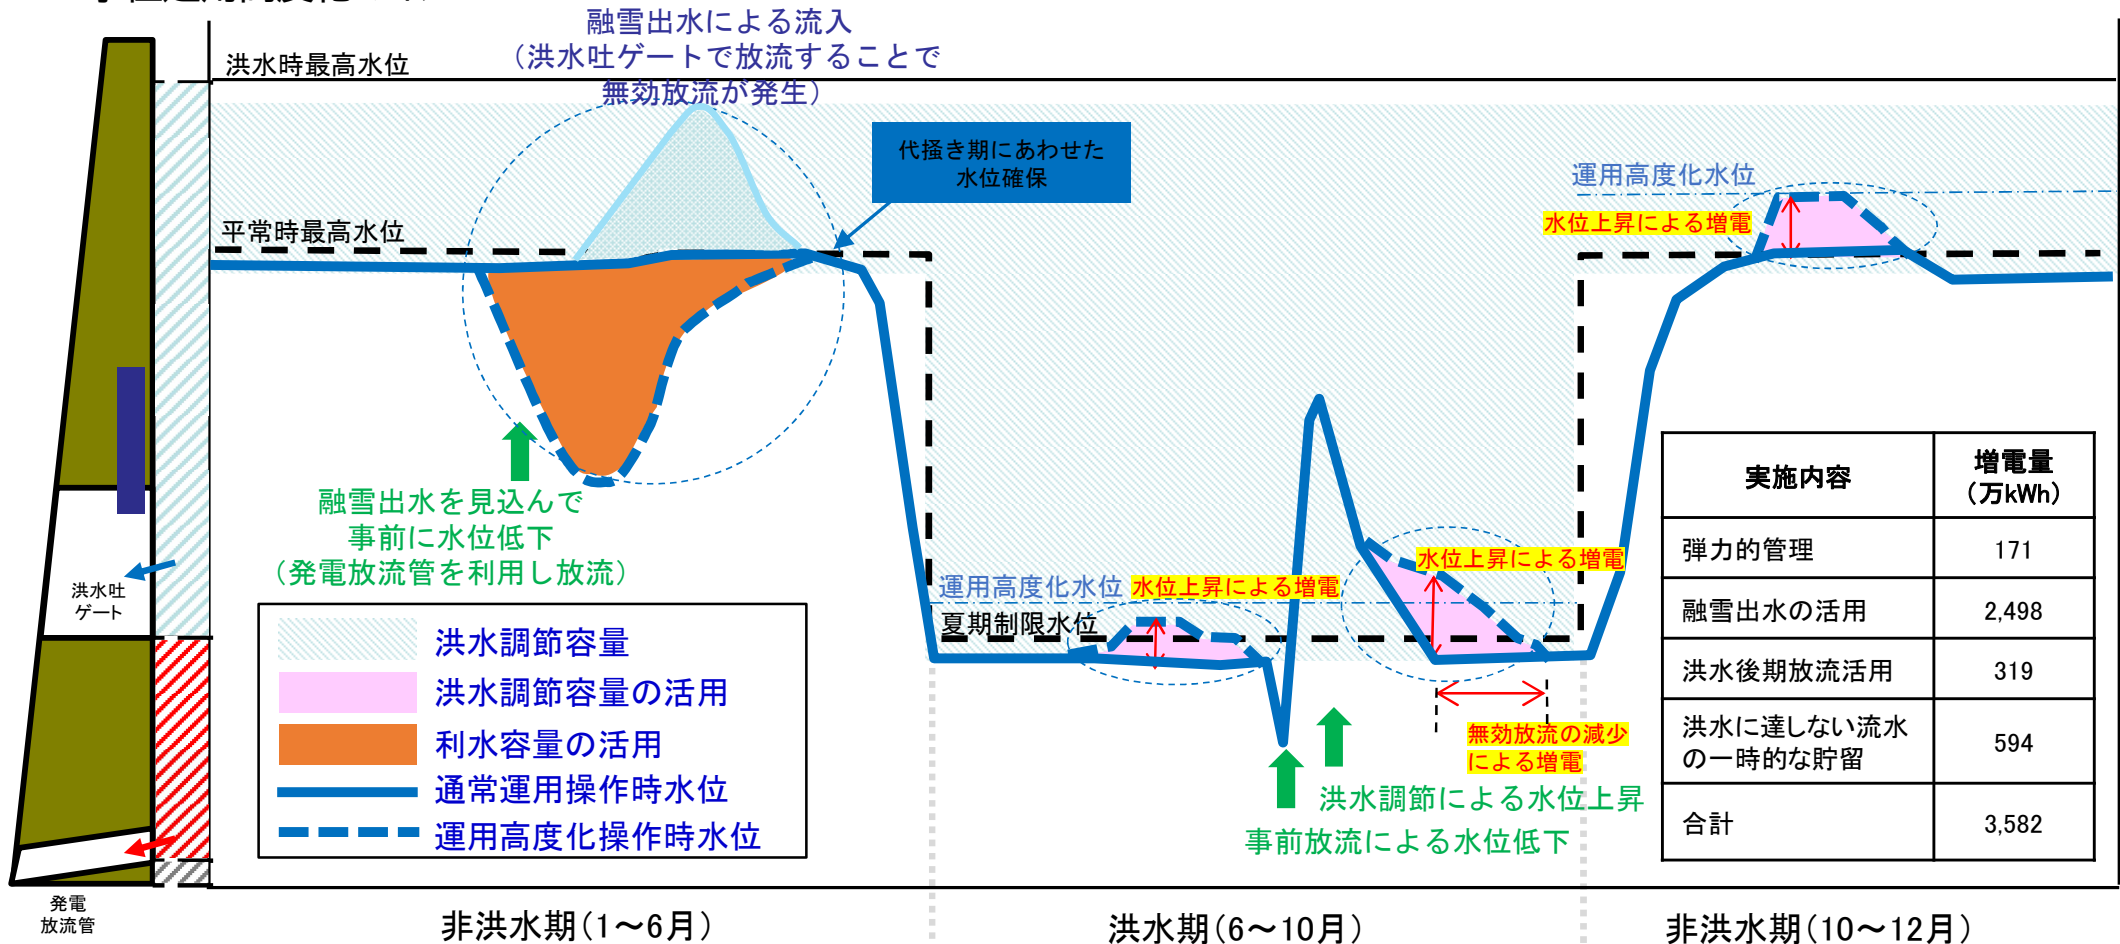 融雪出水による流入
（洪水吐ゲートで放流することで
無効放流が発生）
洪水時最高水位
代掻き期にあわせた
水位確保
運用高度化水位
水位上昇による増電
平常時最高水位
融雪出水を見込んで
事前に水位低下
（発電放流管を利用し放流）
洪水吐
ゲート
運用高度化水位
水位上昇による増電
水位上昇による増電
夏期制限水位
洪水調節容量
洪水調節容量の活用
利水容量の活用
通常運用操作時水位
運用高度化操作時水位
無効放流の減少
による増電
洪水調節による水位上昇
事前放流による水位低下
実施内容 増電量
（万kWh）
弾力的管理 171
融雪出水の活用 2,498
洪水後期放流活用 319
洪水に達しない流水
の一時的な貯留 594
合計 3,582
発電
放流管
非洪水期（1～6月）
洪水期（6～10月）
非洪水期（10～12月）